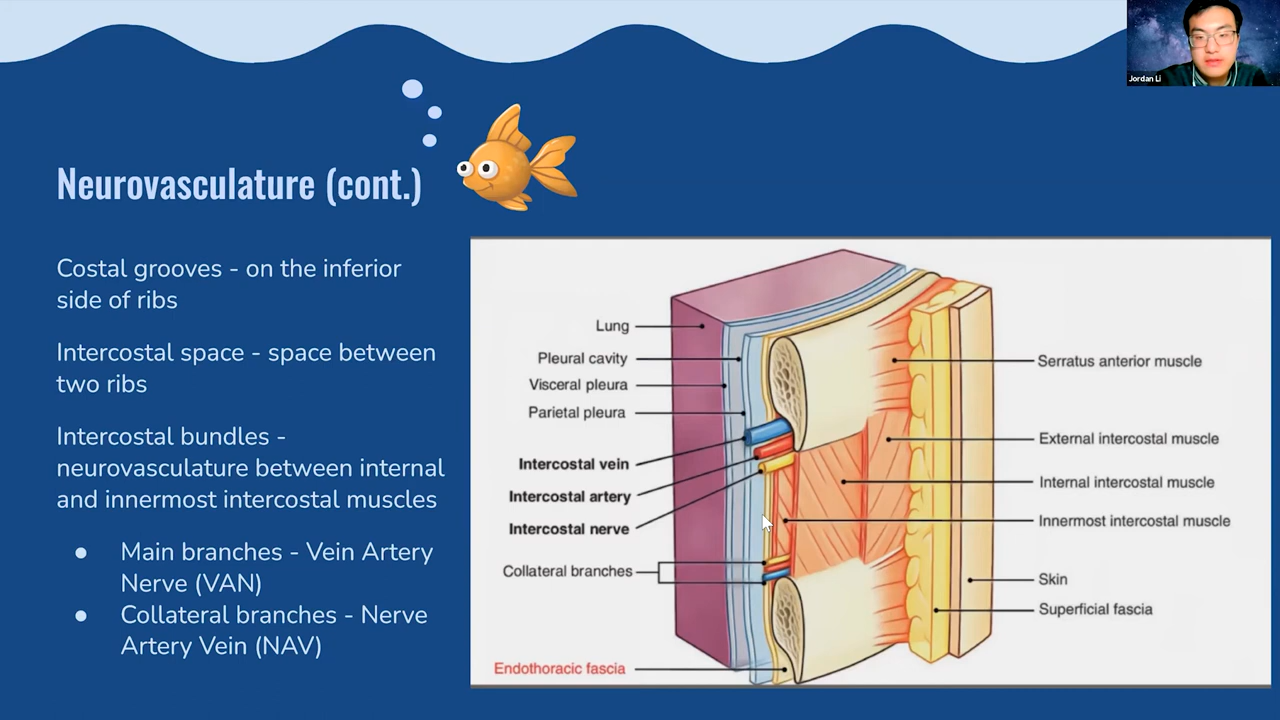 Jordan Li
Neurovasculature (cont.)
Costal grooves - on the inferior
side of ribs
Intercostal space - space between
two ribs
Intercostal bundles -
neurovasculature between internal
and innermost intercostal muscles
● Main branches - Vein Artery
Nerve (VAN)
● Collateral branches - Nerve
Artery Vein (NAV)
Lung
Pleural cavity
Visceral pleura
Parietal pleura
Intercostal vein
Intercostal artery
Intercostal nerve
Collateral branches
Endothoracic fascia
Serratus anterior muscle
External intercostal muscle
Internal intercostal muscle
Innermost intercostal muscle
Skin
Superficial fascia